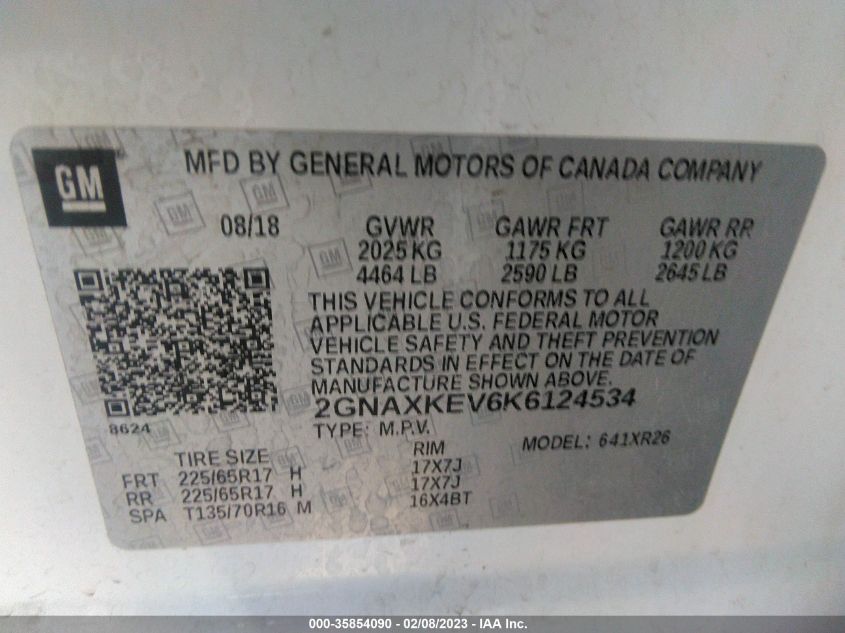 GM
MFD BY GENERAL MOTORS OF CANADA COMPANY
08/18 GVWR GAWR FRT GAWR RR
2025 KG 1175 KG 1200 KG
4464 LB 2590 LB 2645 LB
THIS VEHICLE CONFORMS TO ALL
APPLICABLE U.S. FEDERAL MOTOR
VEHICLE SAFETY AND THEFT PREVENTION
STANDARDS IN EFFECT ON THE DATE OF
MANUFACTURE SHOWN ABOVE.
2GNAXKEV6K6124534
8624
TYPE: M.P.V. MODEL: 641XR26
TIRE SIZE RIM
FRT 225/65R17 H 17X7J
RR 225/65R17 H 17X7J
SPA T135/70R16 M 16X4BT
000-35854090 - 02/08/2023 - IAA Inc.